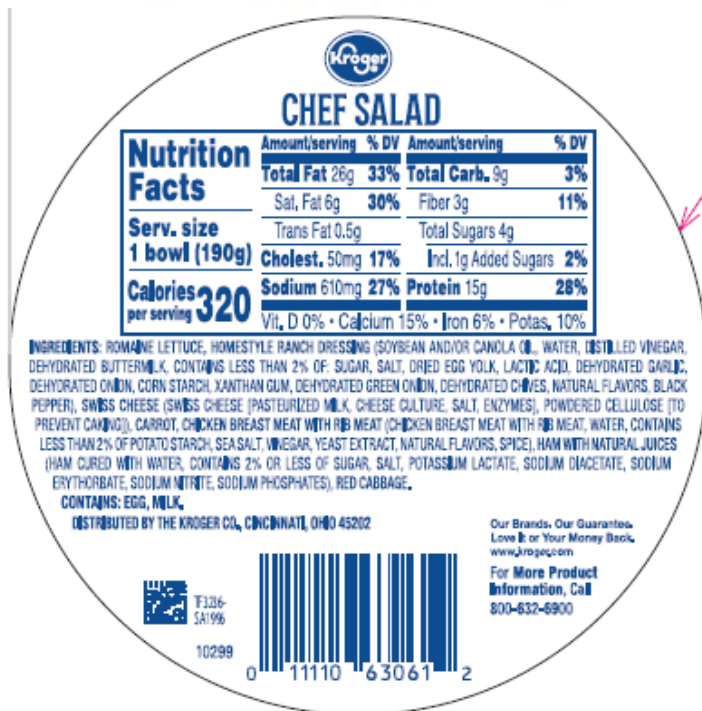 Kroger
CHEF SALAD
Nutrition Facts
Serv. size
1 bowl (190g)
Calories per serving 320
Amount/serving % DV
Total Fat 26g 33%
Sat. Fat 6g 30%
Trans Fat 0.5g
Cholest. 50mg 17%
Sodium 610mg 27%
Amount/serving % DV
Total Carb. 9g 3%
Fiber 3g 11%
Total Sugars 4g
Incl. 1g Added Sugars 2%
Protein 15g 28%
Vit. D 0% • Calcium 15% • Iron 6% • Potas. 10%
INGREDIENTS: ROMAINE LETTUCE, HOMESTYLE RANCH DRESSING (SOYBEAN AND/OR CANOLA OIL, WATER, DISTILLED VINEGAR,
DEHYDRATED BUTTERMILK, CONTAINS LESS THAN 2% OF: SUGAR, SALT, DRIED EGG YOLK, LACTIC ACID, DEHYDRATED GARLIC,
DEHYDRATED ONION, CORN STARCH, XANTHAN GUM, DEHYDRATED GREEN ONION, DEHYDRATED CHIVES, NATURAL FLAVORS, BLACK
PEPPER), SWISS CHEESE (SWISS CHEESE [PASTEURIZED MILK, CHEESE CULTURE, SALT, ENZYMES], POWDERED CELLULOSE [TO
PREVENT CAKING]), CARROT, CHICKEN BREAST MEAT WITH RIB MEAT (CHICKEN BREAST MEAT WITH RIB MEAT, WATER, CONTAINS
LESS THAN 2% OF POTATO STARCH, SEA SALT, VINEGAR, YEAST EXTRACT, NATURAL FLAVORS, SPICE), HAM WITH NATURAL JUICES
(HAM CURED WITH WATER, CONTAINS 2% OR LESS OF SUGAR, SALT, POTASSIUM LACTATE, SODIUM DIACETATE, SODIUM
ERYTHORBATE, SODIUM NITRITE, SODIUM PHOSPHATES), RED CABBAGE.
CONTAINS: EGG, MILK.
DISTRIBUTED BY THE KROGER CO., CINCINNATI, OHIO 45202
Our Brands. Our Guarantee.
Love It or Your Money Back.
www.kroger.com
For More Product
Information, Call
800-632-6900
TF3236-
SA1996
10299
0 11110 63061 2